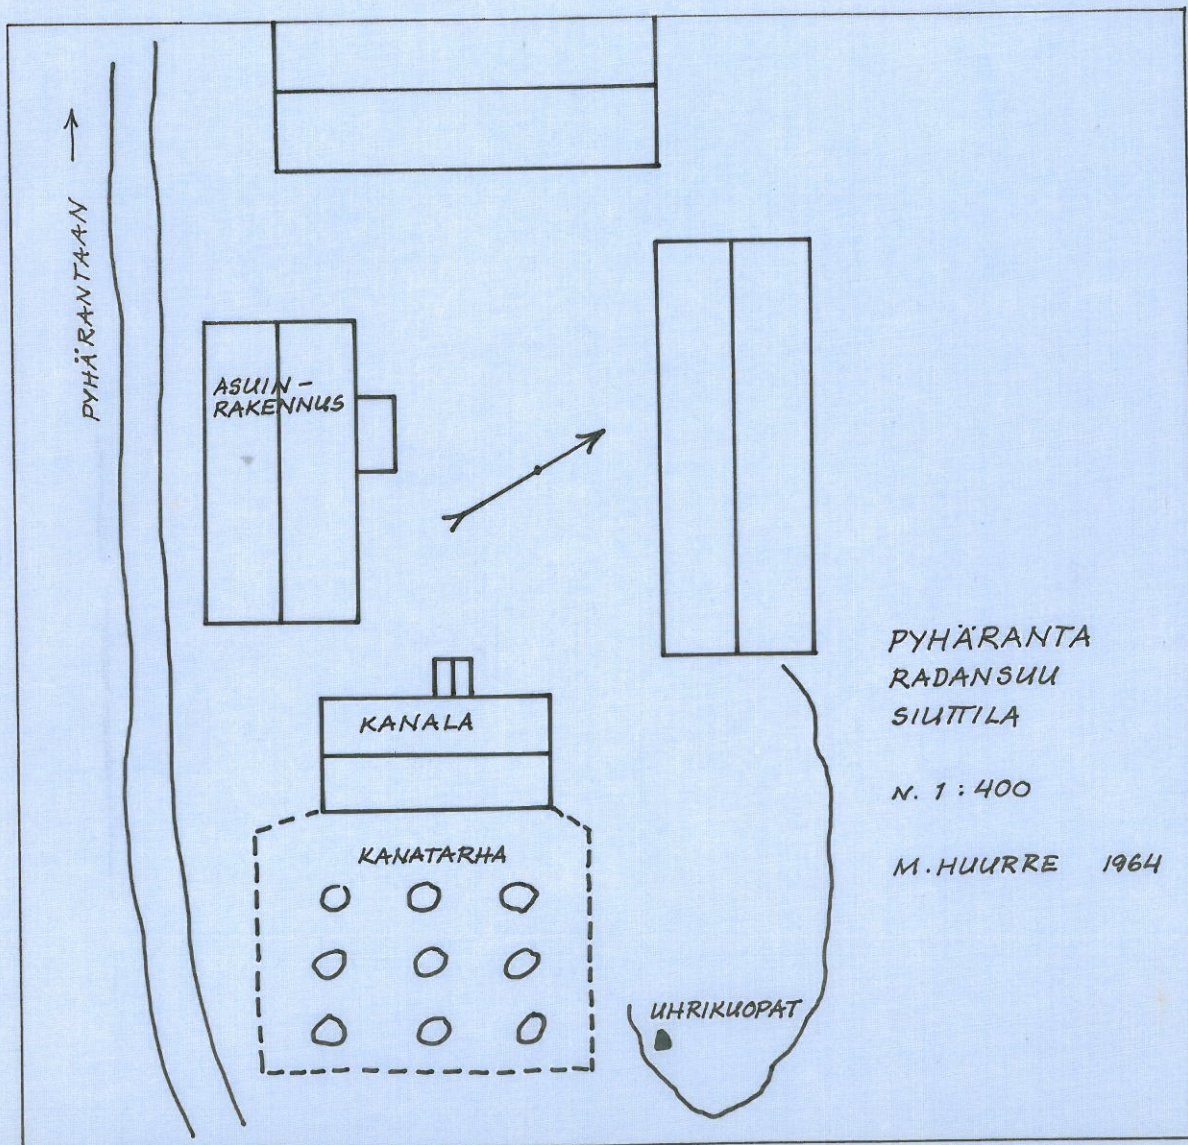 PYHÄRANTAAN →
ASUIN-
RAKENNUS
KANALA
KANATARHA
UHRIKUOPAT
PYHÄRANTA
RADANSUU
SIUTTILA
N. 1 : 400
M. HUURRE 1964